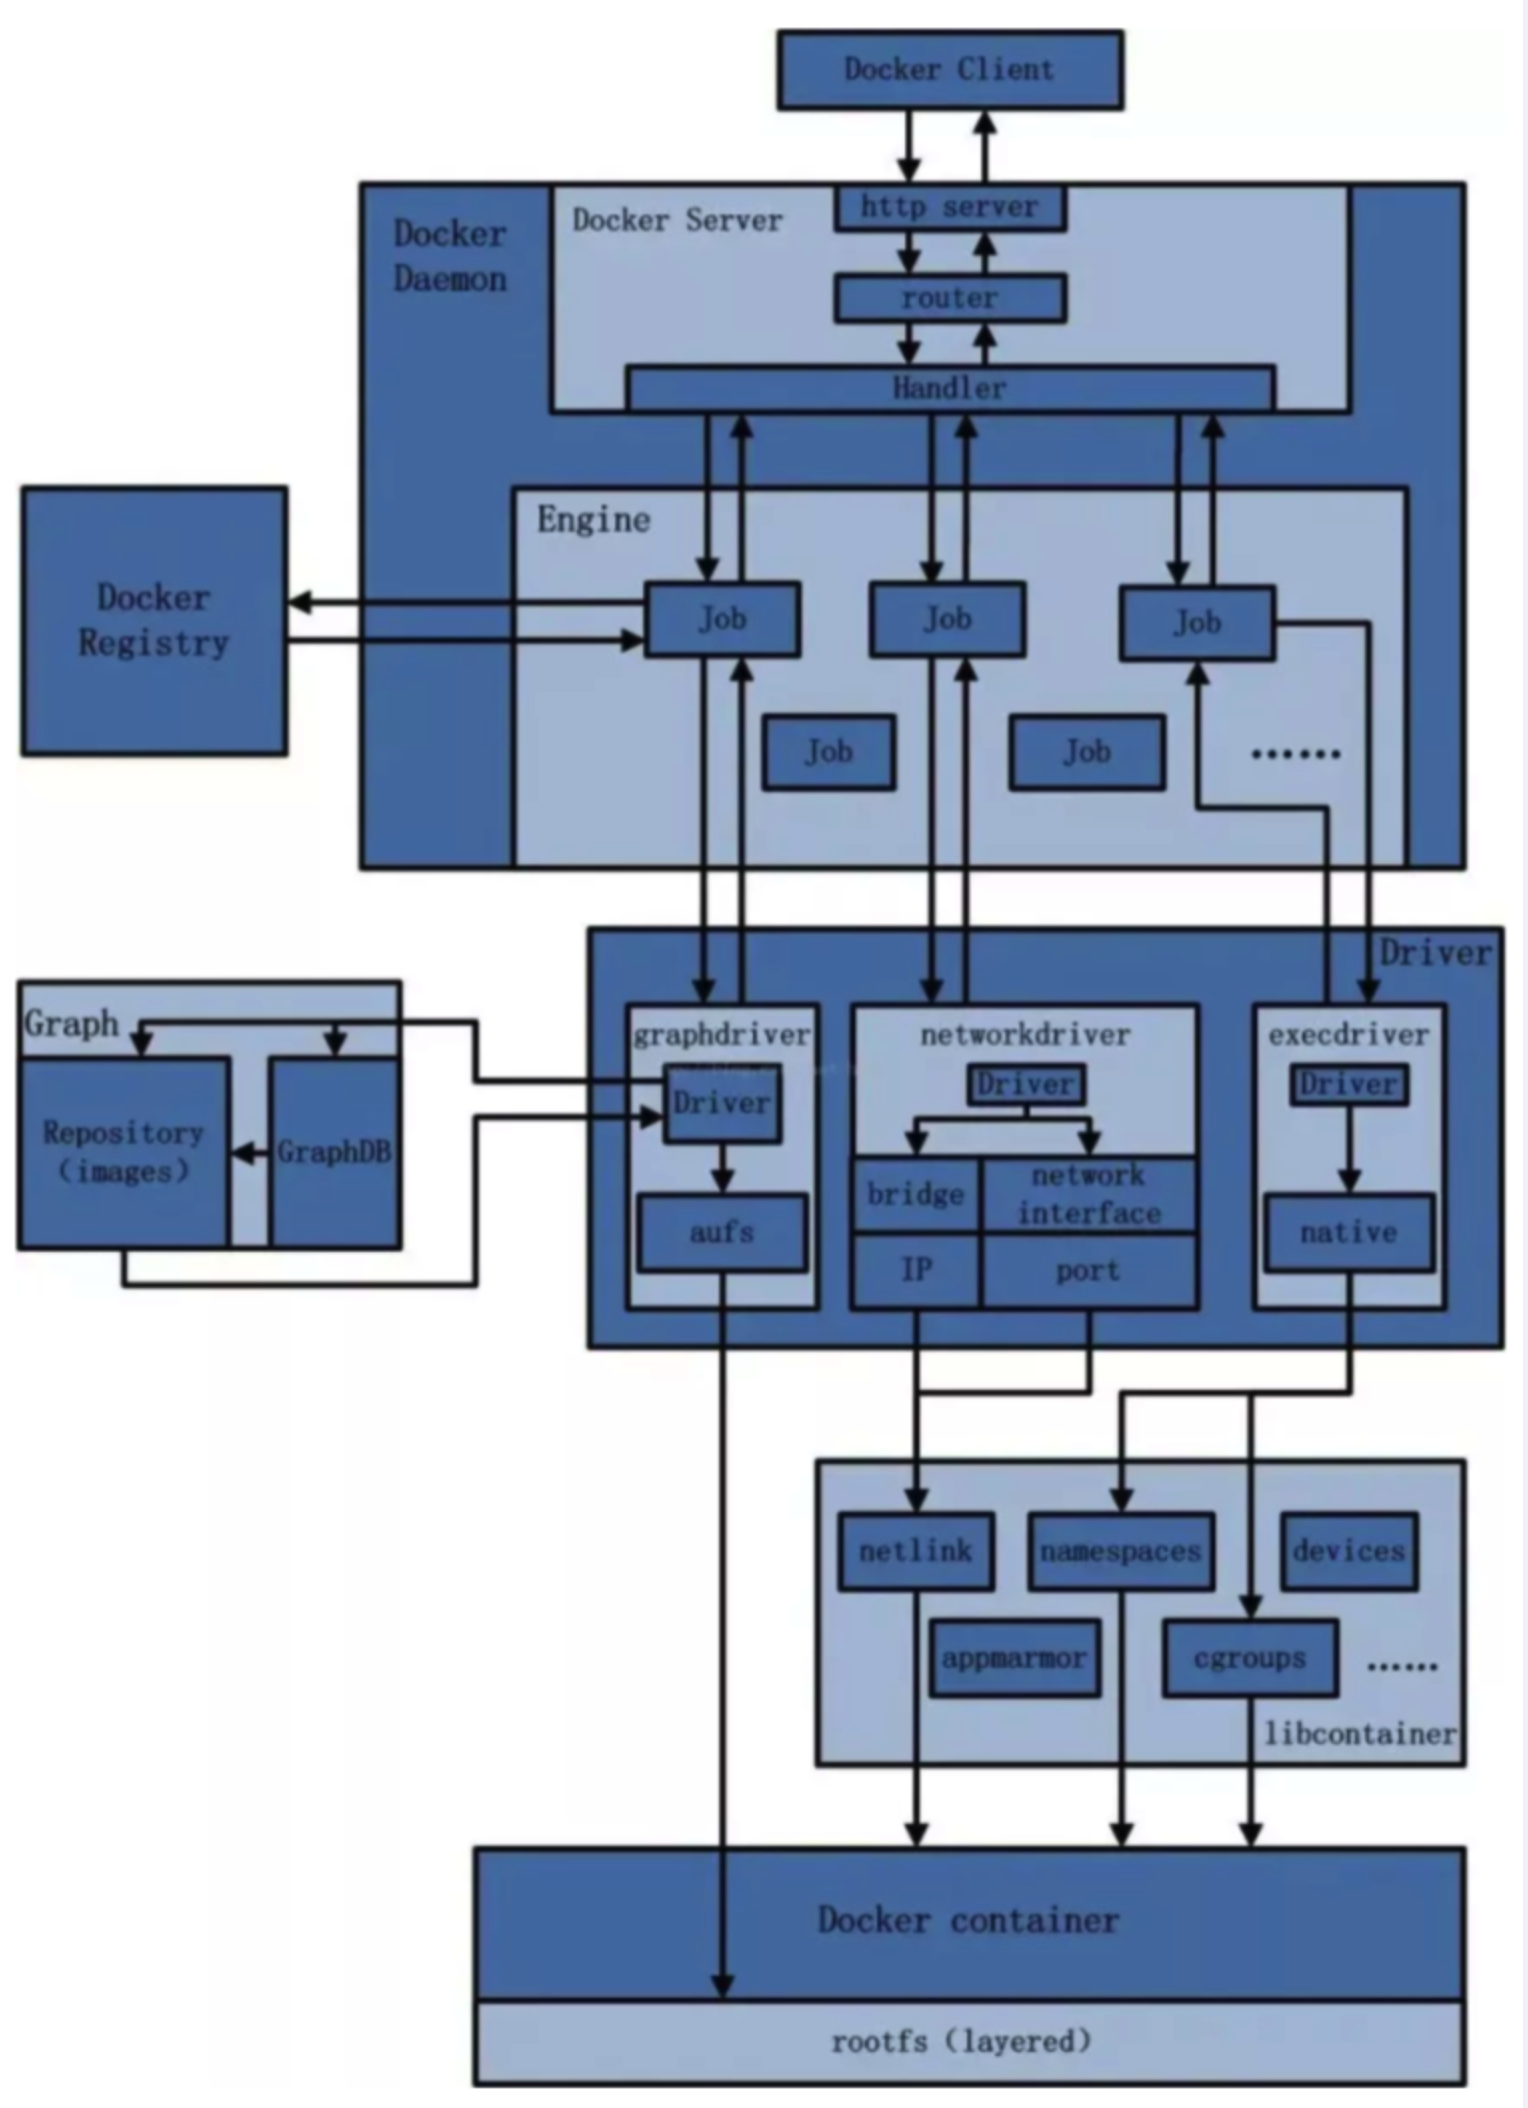 Docker Client
http server
Docker Server
Docker
Daemon
router
Handler
Engine
Docker
Registry
Job
Job
Job
Job
Job
......
Driver
Graph
graphdriver
networkdriver
execdriver
Driver
Driver
Driver
Repository
(images)
GraphDB
bridge
network
interface
aufs
native
IP
port
netlink
namespaces
devices
appmarmor
cgroups
......
libcontainer
Docker container
rootfs (layered)